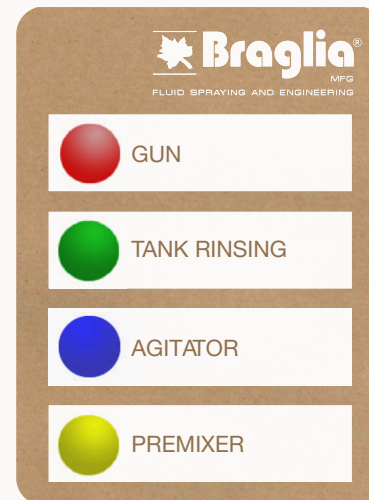 Braglia®
MFG
FLUID SPRAYING AND ENGINEERING
GUN
TANK RINSING
AGITATOR
PREMIXER